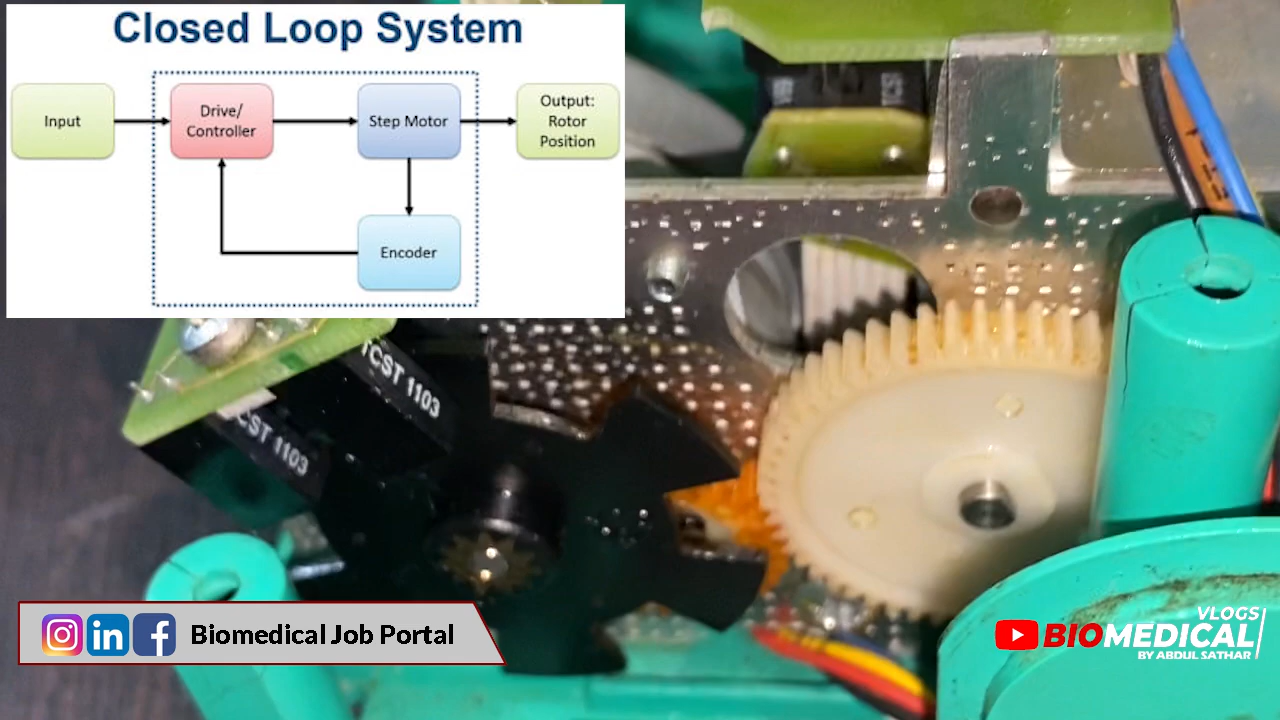 Closed Loop System
Input
Drive/
Controller
Step Motor
Output:
Rotor
Position
Encoder
TCST 1103
CST 1103
TCST
Biomedical Job Portal
VLOGS
BIOMEDICAL
BY ABDUL SATHAR